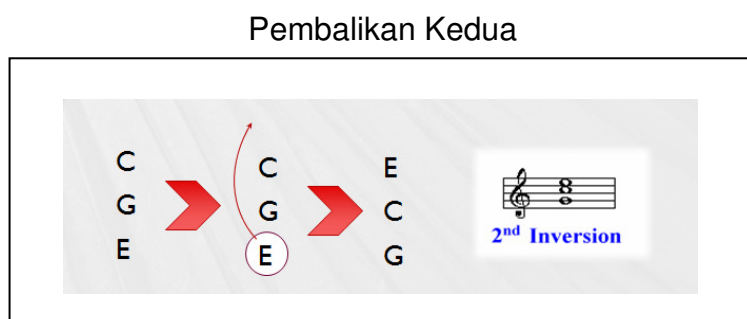 Pembalikan Kedua
C C E
G G C
E E G
2nd Inversion